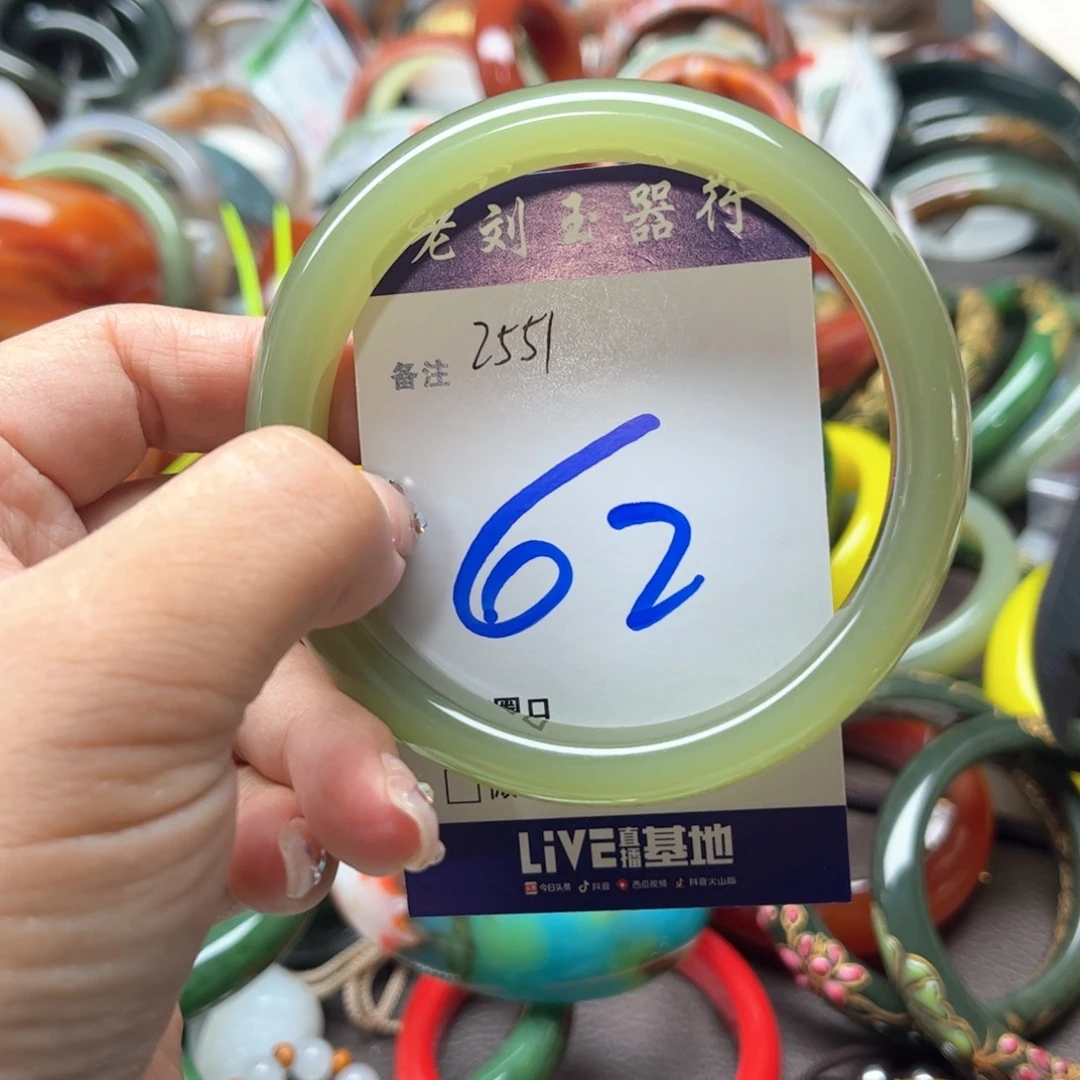 老刘玉器行
2551
备注
62
圈口
LiVE直播基地
今日头条 抖音 西瓜视频 抖音火山版